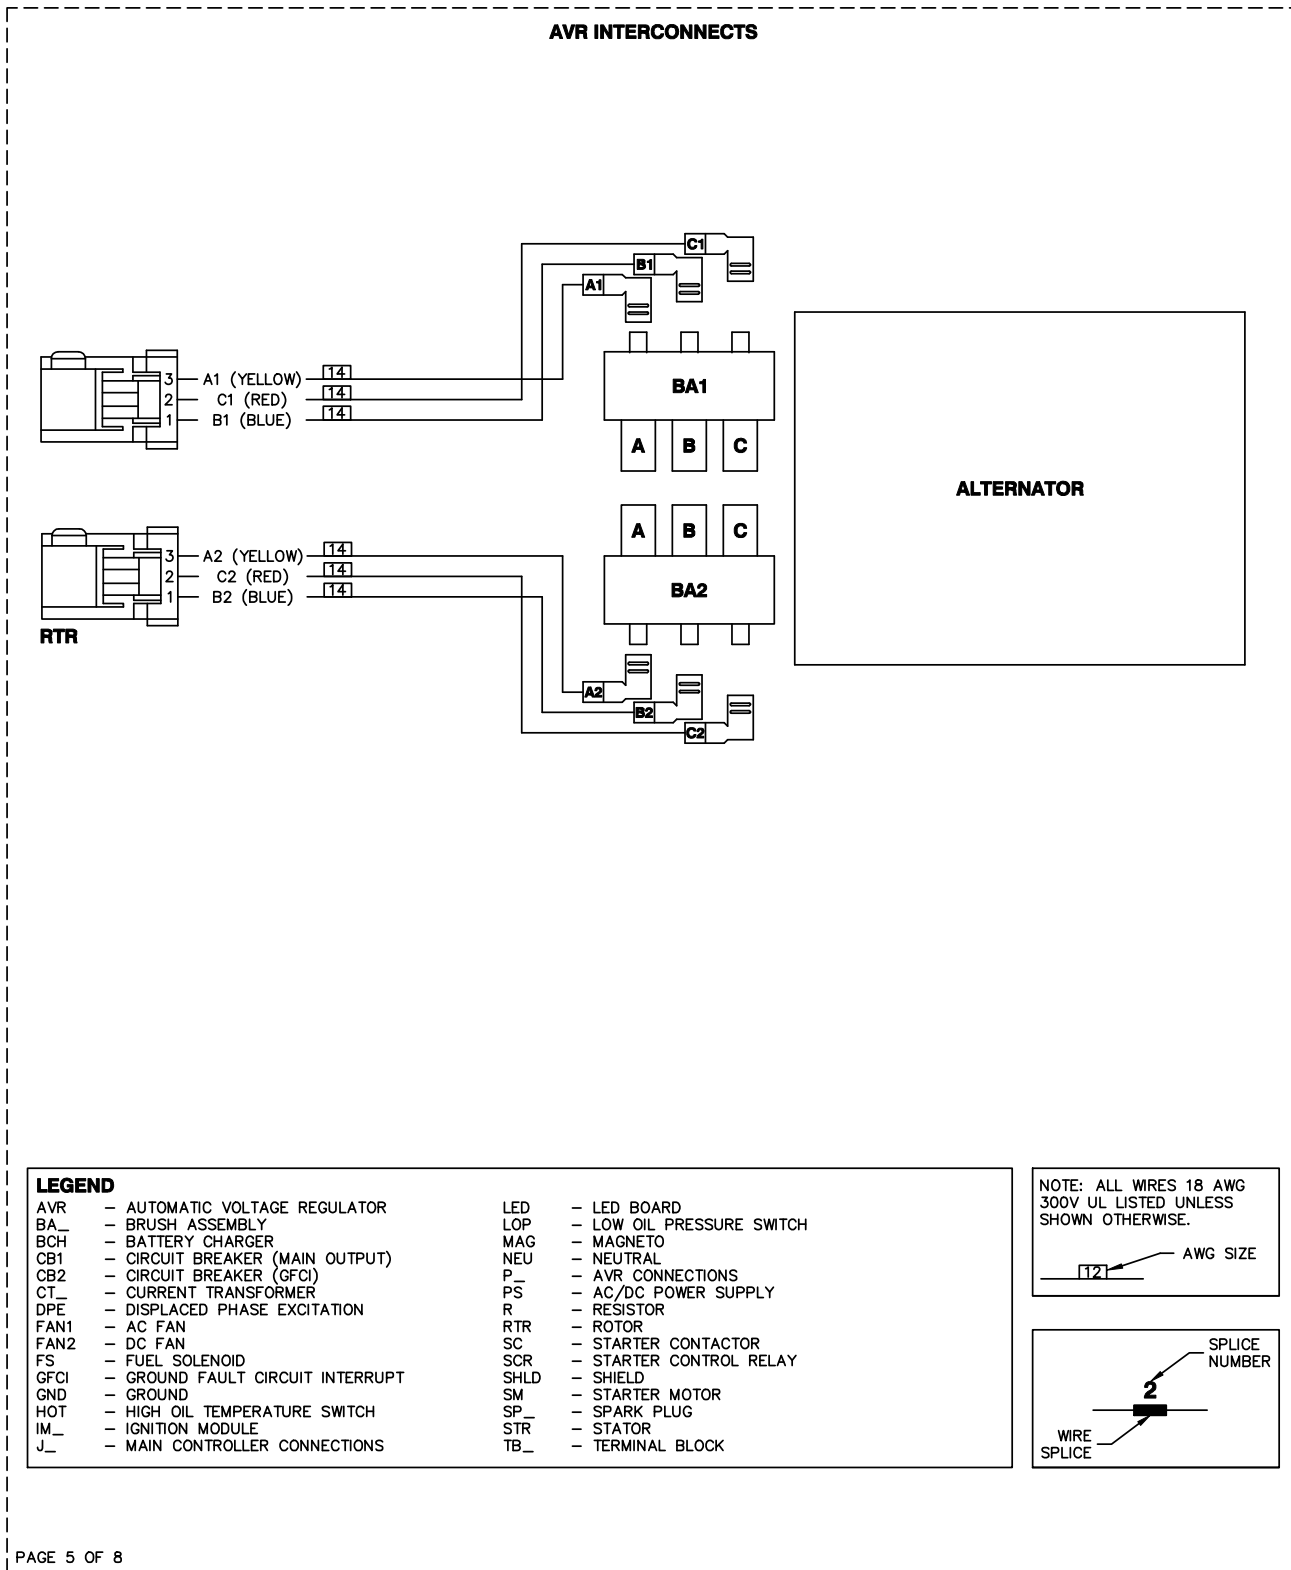 AVR INTERCONNECTS
C1
B1
A1
3 A1 (YELLOW) 14
2 C1 (RED) 14
1 B1 (BLUE) 14
BA1
A B C
ALTERNATOR
A B C
3 A2 (YELLOW) 14
2 C2 (RED) 14
1 B2 (BLUE) 14
BA2
RTR
A2
B2
C2
LEGEND
AVR – AUTOMATIC VOLTAGE REGULATOR
BA_ – BRUSH ASSEMBLY
BCH – BATTERY CHARGER
CB1 – CIRCUIT BREAKER (MAIN OUTPUT)
CB2 – CIRCUIT BREAKER (GFCI)
CT_ – CURRENT TRANSFORMER
DPE – DISPLACED PHASE EXCITATION
FAN1 – AC FAN
FAN2 – DC FAN
FS – FUEL SOLENOID
GFCI – GROUND FAULT CIRCUIT INTERRUPT
GND – GROUND
HOT – HIGH OIL TEMPERATURE SWITCH
IM_ – IGNITION MODULE
J_ – MAIN CONTROLLER CONNECTIONS
LED – LED BOARD
LOP – LOW OIL PRESSURE SWITCH
MAG – MAGNETO
NEU – NEUTRAL
P_ – AVR CONNECTIONS
PS – AC/DC POWER SUPPLY
R – RESISTOR
RTR – ROTOR
SC – STARTER CONTACTOR
SCR – STARTER CONTROL RELAY
SHLD – SHIELD
SM – STARTER MOTOR
SP_ – SPARK PLUG
STR – STATOR
TB_ – TERMINAL BLOCK
NOTE: ALL WIRES 18 AWG
300V UL LISTED UNLESS
SHOWN OTHERWISE.
AWG SIZE
12
SPLICE
NUMBER
2
WIRE
SPLICE
PAGE 5 OF 8